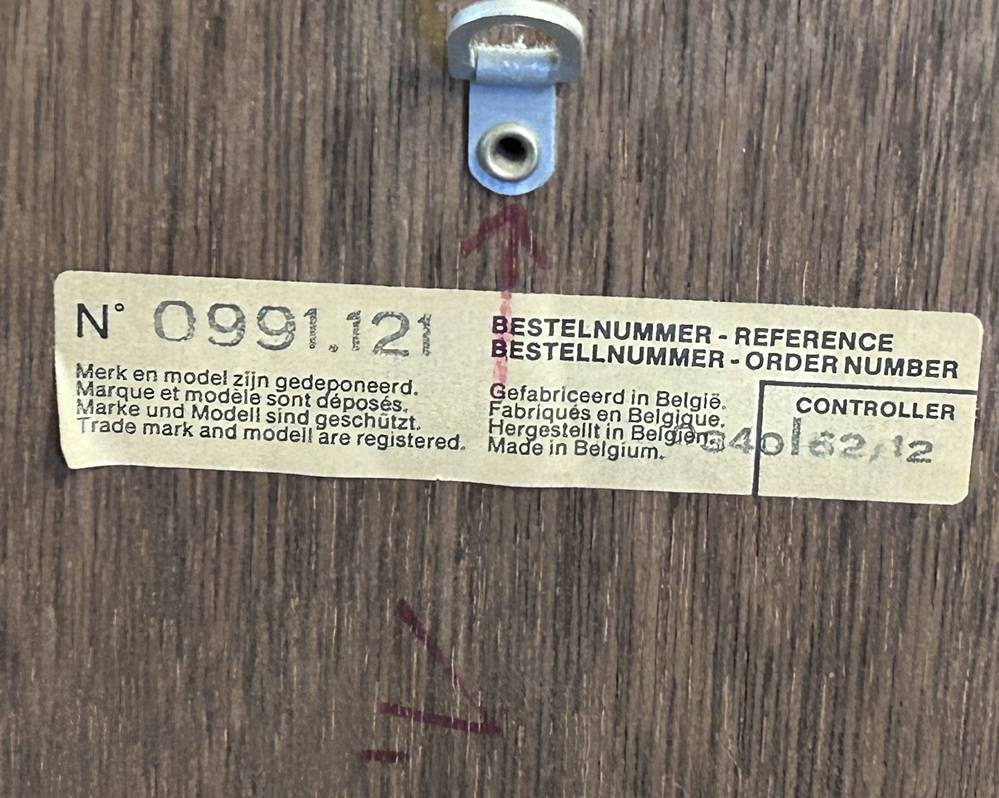 N° 0991.121
Merk en model zijn gedeponeerd.
Marque et modèle sont déposés.
Marke und Modell sind geschützt.
Trade mark and modell are registered.
BESTELNUMMER - REFERENCE
BESTELLNUMMER - ORDER NUMBER
Gefabriceerd in België.
Fabriqués en Belgique.
Hergestellt in Belgien.
Made in Belgium.
CONTROLLER